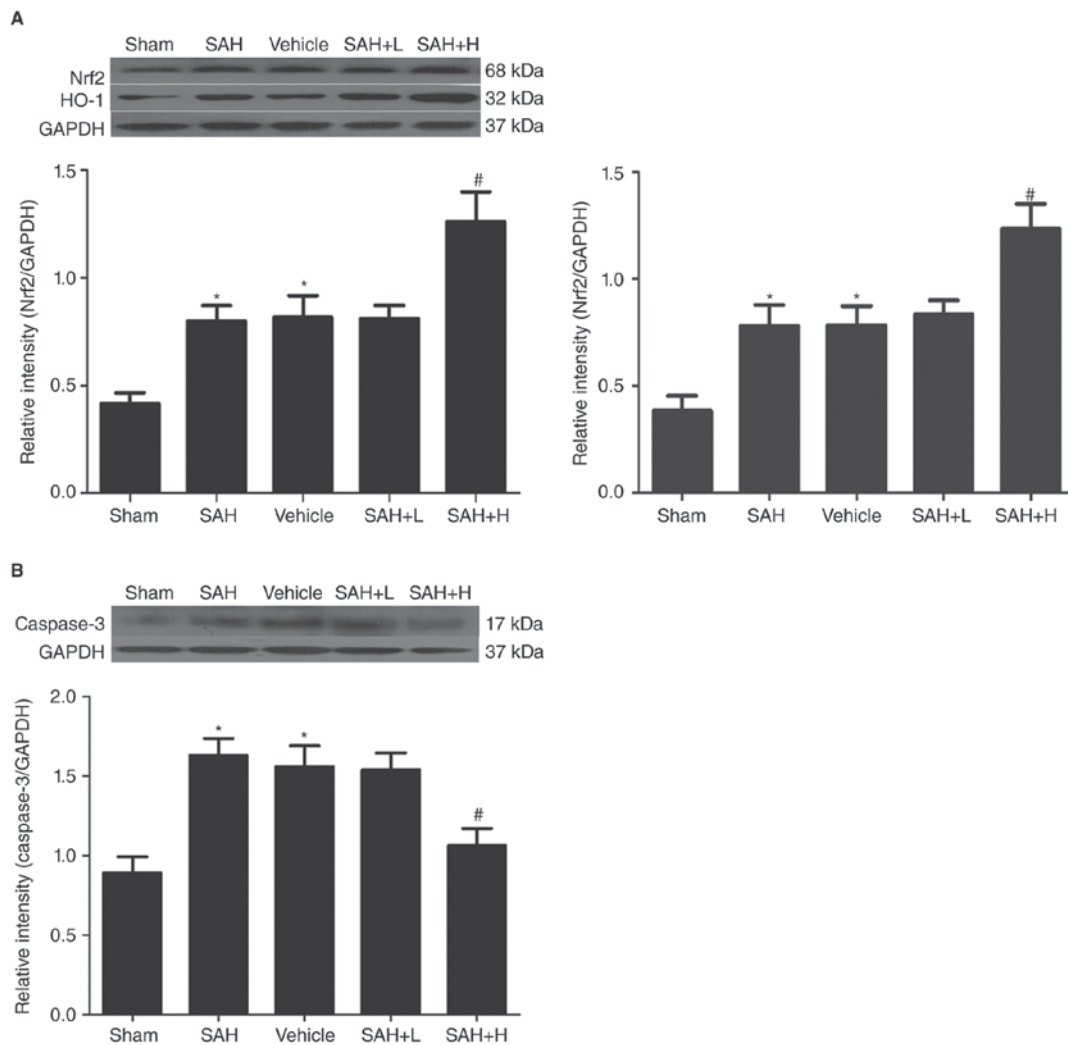 A
Sham SAH Vehicle SAH+L SAH+H
Nrf2 68 kDa
HO-1 32 kDa
GAPDH 37 kDa
Relative intensity (Nrf2/GAPDH)
1.5
1.0
0.5
0.0
* * #
Sham SAH Vehicle SAH+L SAH+H
Relative intensity (Nrf2/GAPDH)
1.5
1.0
0.5
0.0
* * #
Sham SAH Vehicle SAH+L SAH+H
B
Sham SAH Vehicle SAH+L SAH+H
Caspase-3 17 kDa
GAPDH 37 kDa
Relative intensity (caspase-3/GAPDH)
2.0
1.5
1.0
0.5
0.0
* * #
Sham SAH Vehicle SAH+L SAH+H